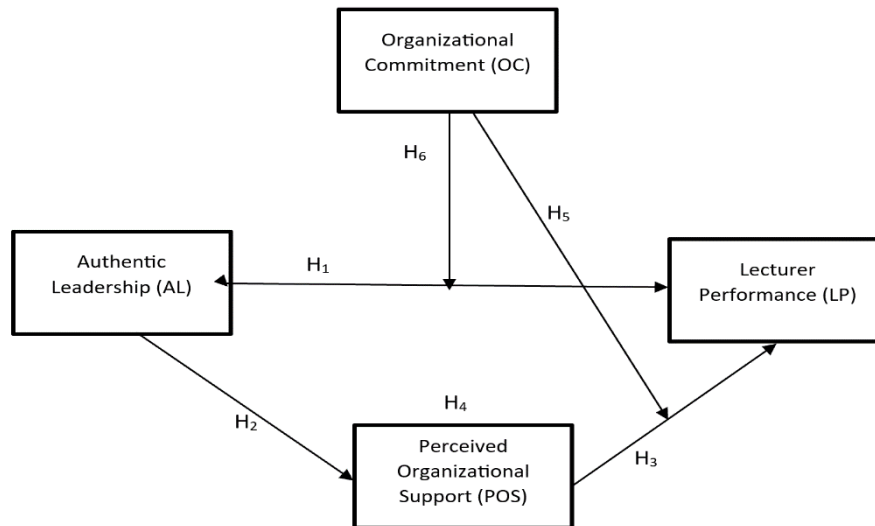 Organizational
Commitment (OC)
H₆
H₅
Authentic
Leadership (AL)
H₁
Lecturer
Performance (LP)
H₂
H₄
Perceived
Organizational
Support (POS)
H₃